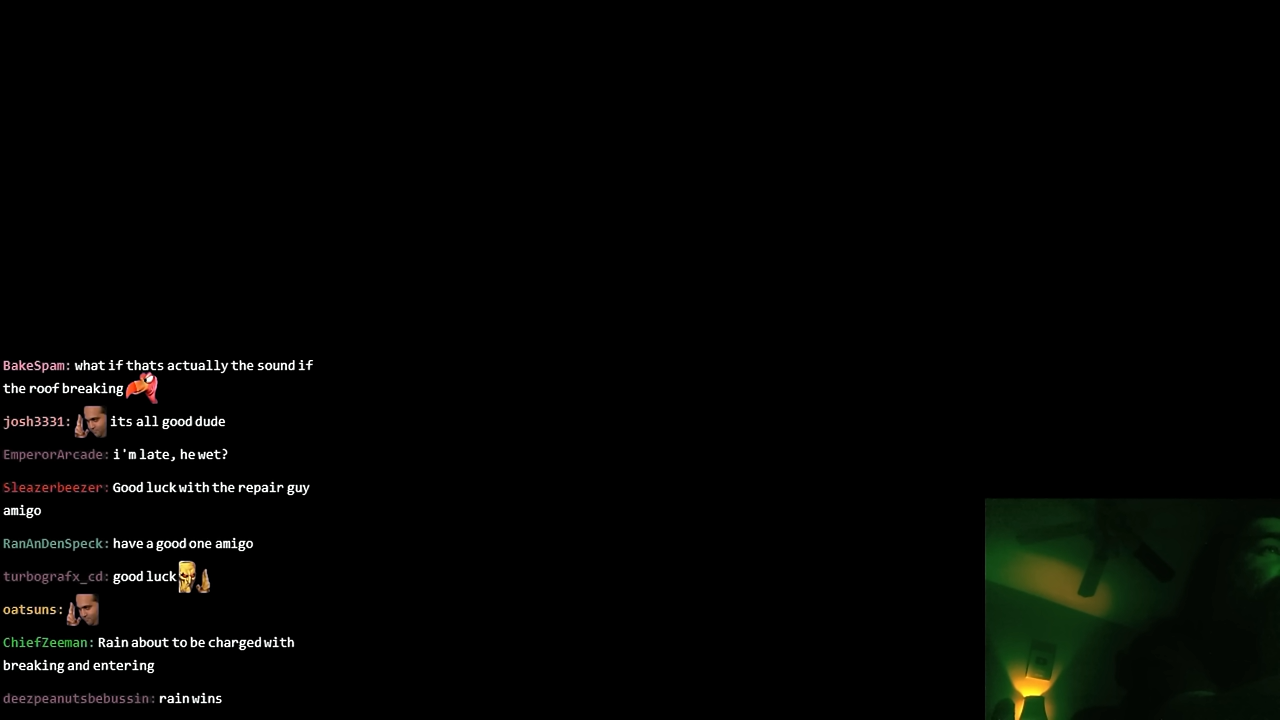 BakeSpam: what if thats actually the sound if
the roof breaking
josh3331: its all good dude
EmperorArcade: i'm late, he wet?
Sleazerbeezer: Good luck with the repair guy
amigo
RanAnDenSpeck: have a good one amigo
turbografx_cd: good luck
oatsuns:
ChiefZeeman: Rain about to be charged with
breaking and entering
deezpeanutsbebussin: rain wins